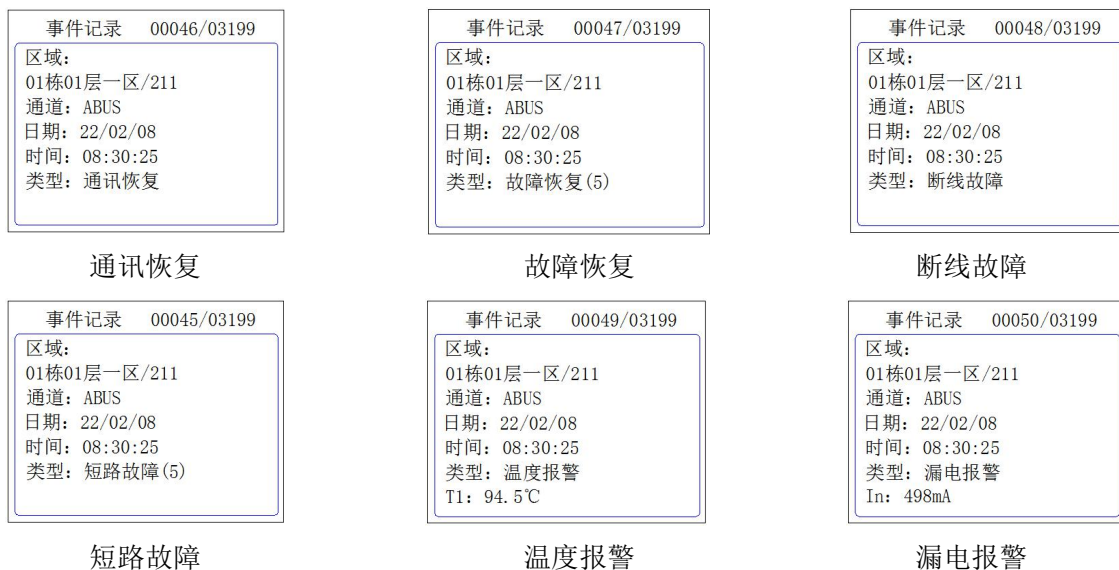 事件记录 00046/03199
区域：
01栋01层一区/211
通道：ABUS
日期：22/02/08
时间：08:30:25
类型：通讯恢复
通讯恢复
事件记录 00047/03199
区域：
01栋01层一区/211
通道：ABUS
日期：22/02/08
时间：08:30:25
类型：故障恢复(5)
故障恢复
事件记录 00048/03199
区域：
01栋01层一区/211
通道：ABUS
日期：22/02/08
时间：08:30:25
类型：断线故障
断线故障
事件记录 00045/03199
区域：
01栋01层一区/211
通道：ABUS
日期：22/02/08
时间：08:30:25
类型：短路故障(5)
短路故障
事件记录 00049/03199
区域：
01栋01层一区/211
通道：ABUS
日期：22/02/08
时间：08:30:25
类型：温度报警
T1：94.5℃
温度报警
事件记录 00050/03199
区域：
01栋01层一区/211
通道：ABUS
日期：22/02/08
时间：08:30:25
类型：漏电报警
In：498mA
漏电报警